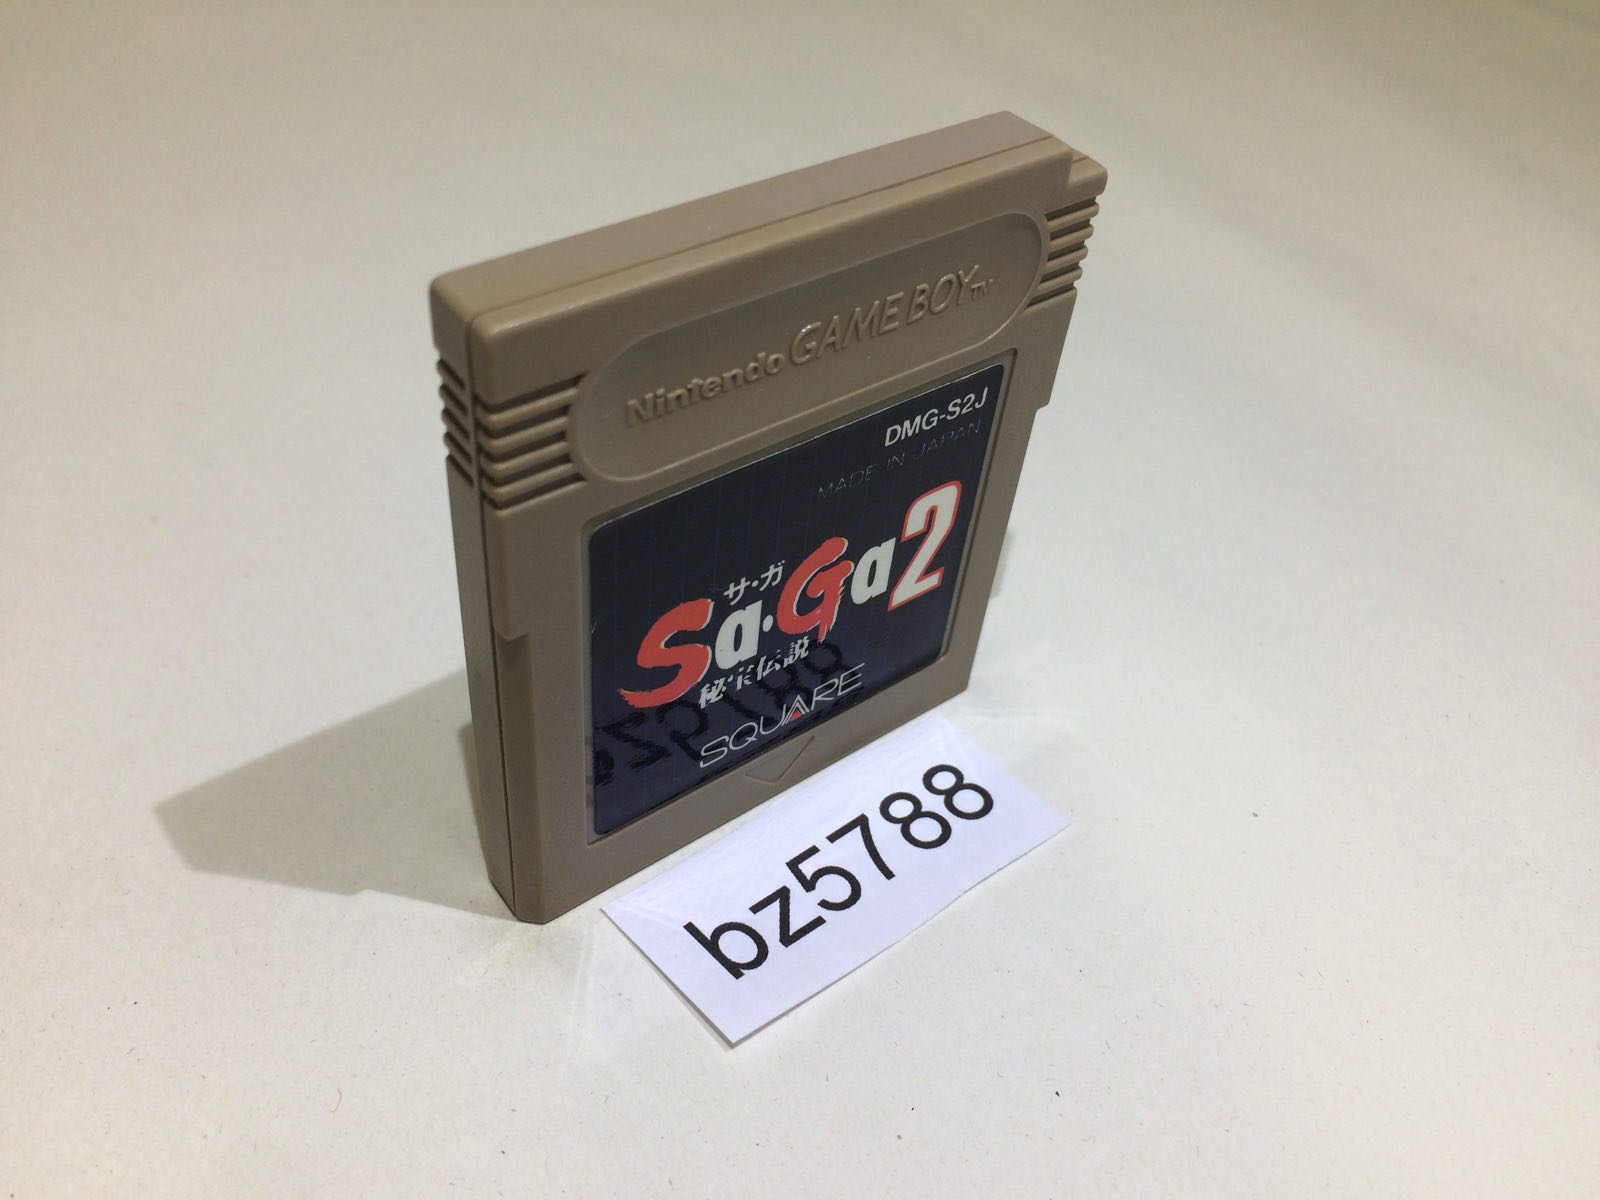 Nintendo GAME BOY™
DMG-S2J
MADE IN JAPAN
サ・ガ
Sa・Ga2
秘宝伝説
SQUARE
bz5788